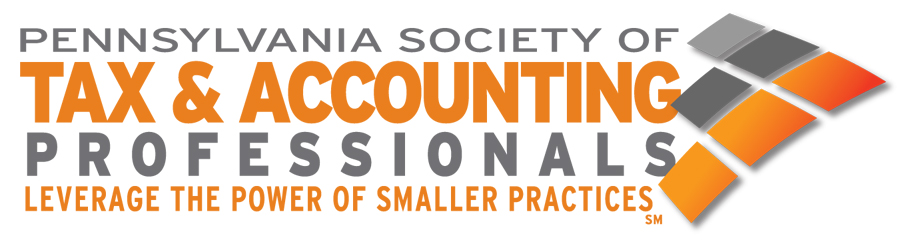 PENNSYLVANIA SOCIETY OF
TAX & ACCOUNTING
PROFESSIONALS
LEVERAGE THE POWER OF SMALLER PRACTICES
SM